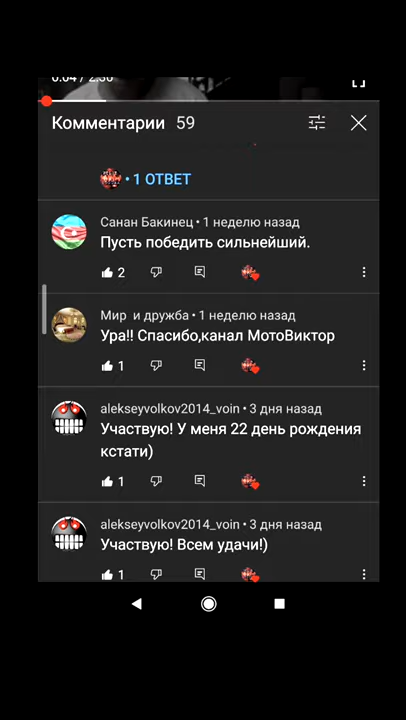 0:04 / 2:30
Комментарии 59
• 1 ОТВЕТ
Санан Бакинец • 1 неделю назад
Пусть победить сильнейший.
2
Мир и дружба • 1 неделю назад
Ура!! Спасибо,канал МотоВиктор
1
alekseyvolkov2014_voin • 3 дня назад
Участвую! У меня 22 день рождения
кстати)
1
alekseyvolkov2014_voin • 3 дня назад
Участвую! Всем удачи!)
1